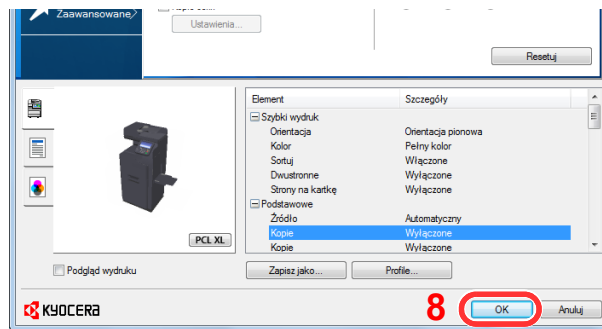 Zaawansowane
Ustawienia...
Resetuj
Element Szczegóły
Szybki wydruk
Orientacja Orientacja pionowa
Kolor Pełny kolor
Sortuj Włączone
Dwustronne Wyłączone
Strony na kartkę Wyłączone
Podstawowe
Źródło Automatyczny
Kopie Wyłączone
Kopie Wyłączone
PCL XL
Podgląd wydruku
Zapisz jako... Profile...
KYOCERA
8
OK Anuluj